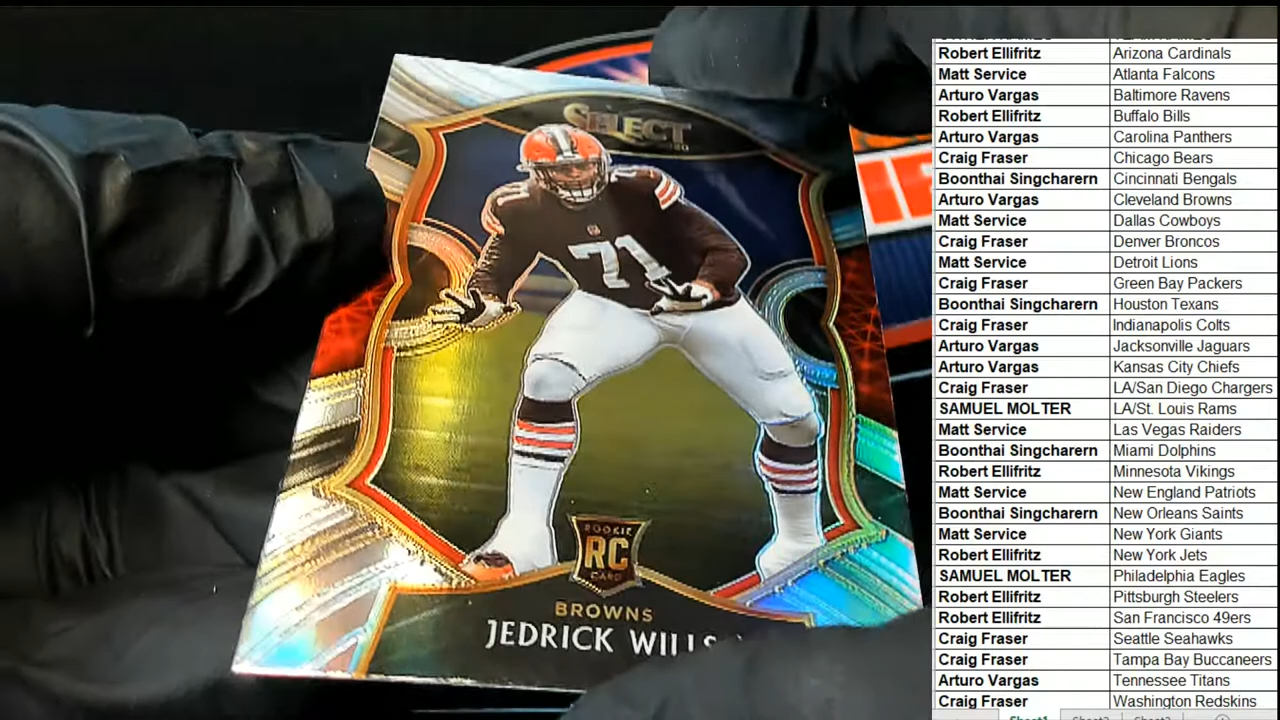 SELECT
71
71
ROOKIE
RC
CARD
BROWNS
JEDRICK WILLS
Robert Ellifritz Arizona Cardinals
Matt Service Atlanta Falcons
Arturo Vargas Baltimore Ravens
Robert Ellifritz Buffalo Bills
Arturo Vargas Carolina Panthers
Craig Fraser Chicago Bears
Boonthai Singcharern Cincinnati Bengals
Arturo Vargas Cleveland Browns
Matt Service Dallas Cowboys
Craig Fraser Denver Broncos
Matt Service Detroit Lions
Craig Fraser Green Bay Packers
Boonthai Singcharern Houston Texans
Craig Fraser Indianapolis Colts
Arturo Vargas Jacksonville Jaguars
Arturo Vargas Kansas City Chiefs
Craig Fraser LA/San Diego Chargers
SAMUEL MOLTER LA/St. Louis Rams
Matt Service Las Vegas Raiders
Boonthai Singcharern Miami Dolphins
Robert Ellifritz Minnesota Vikings
Matt Service New England Patriots
Boonthai Singcharern New Orleans Saints
Matt Service New York Giants
Robert Ellifritz New York Jets
SAMUEL MOLTER Philadelphia Eagles
Robert Ellifritz Pittsburgh Steelers
Robert Ellifritz San Francisco 49ers
Craig Fraser Seattle Seahawks
Craig Fraser Tampa Bay Buccaneers
Arturo Vargas Tennessee Titans
Craig Fraser Washington Redskins
Sheet1 Sheet2 Sheet3